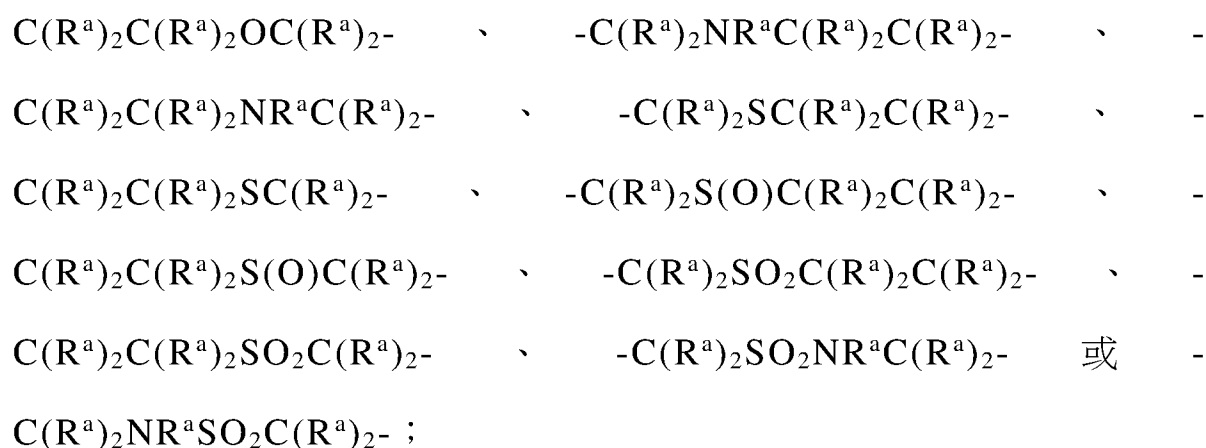 C(Rᵃ)₂C(Rᵃ)₂OC(Rᵃ)₂- 、 -C(Rᵃ)₂NRᵃC(Rᵃ)₂C(Rᵃ)₂- 、 -
C(Rᵃ)₂C(Rᵃ)₂NRᵃC(Rᵃ)₂- 、 -C(Rᵃ)₂SC(Rᵃ)₂C(Rᵃ)₂- 、 -
C(Rᵃ)₂C(Rᵃ)₂SC(Rᵃ)₂- 、 -C(Rᵃ)₂S(O)C(Rᵃ)₂C(Rᵃ)₂- 、 -
C(Rᵃ)₂C(Rᵃ)₂S(O)C(Rᵃ)₂- 、 -C(Rᵃ)₂SO₂C(Rᵃ)₂C(Rᵃ)₂- 、 -
C(Rᵃ)₂C(Rᵃ)₂SO₂C(Rᵃ)₂- 、 -C(Rᵃ)₂SO₂NRᵃC(Rᵃ)₂- 或 -
C(Rᵃ)₂NRᵃSO₂C(Rᵃ)₂-；